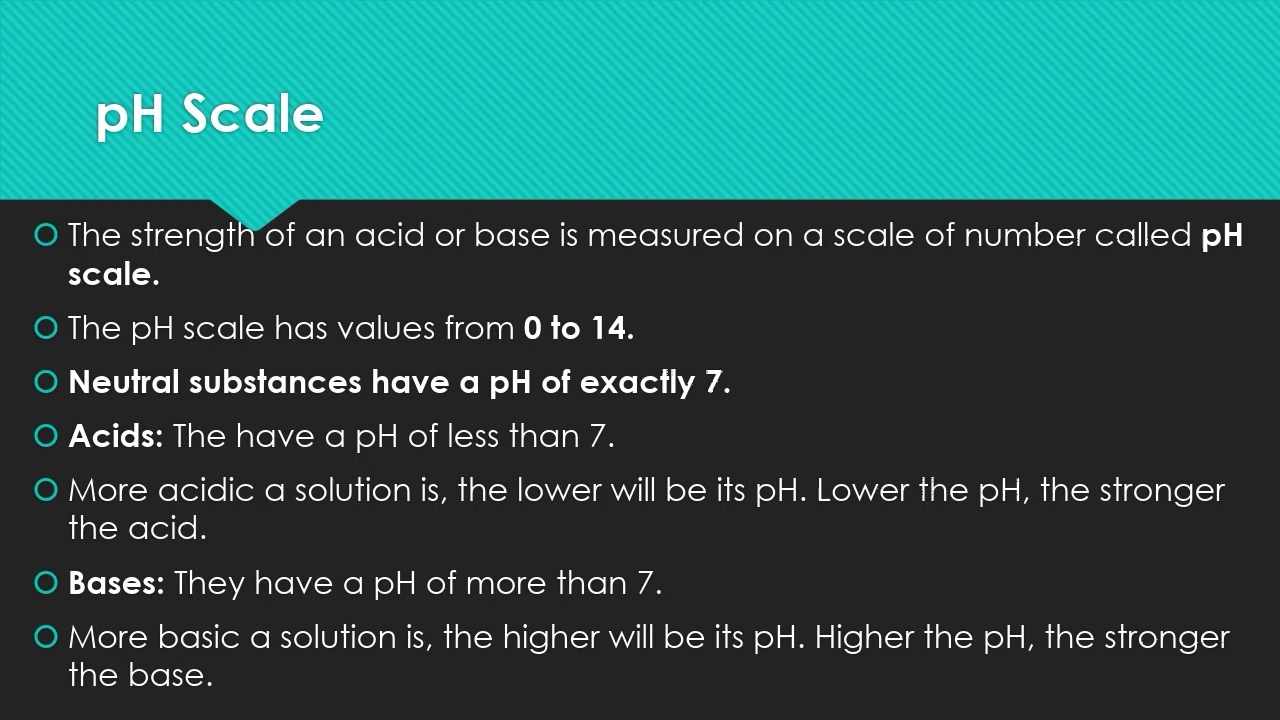 pH Scale
The strength of an acid or base is measured on a scale of number called pH
scale.
The pH scale has values from 0 to 14.
Neutral substances have a pH of exactly 7.
Acids: The have a pH of less than 7.
More acidic a solution is, the lower will be its pH. Lower the pH, the stronger
the acid.
Bases: They have a pH of more than 7.
More basic a solution is, the higher will be its pH. Higher the pH, the stronger
the base.